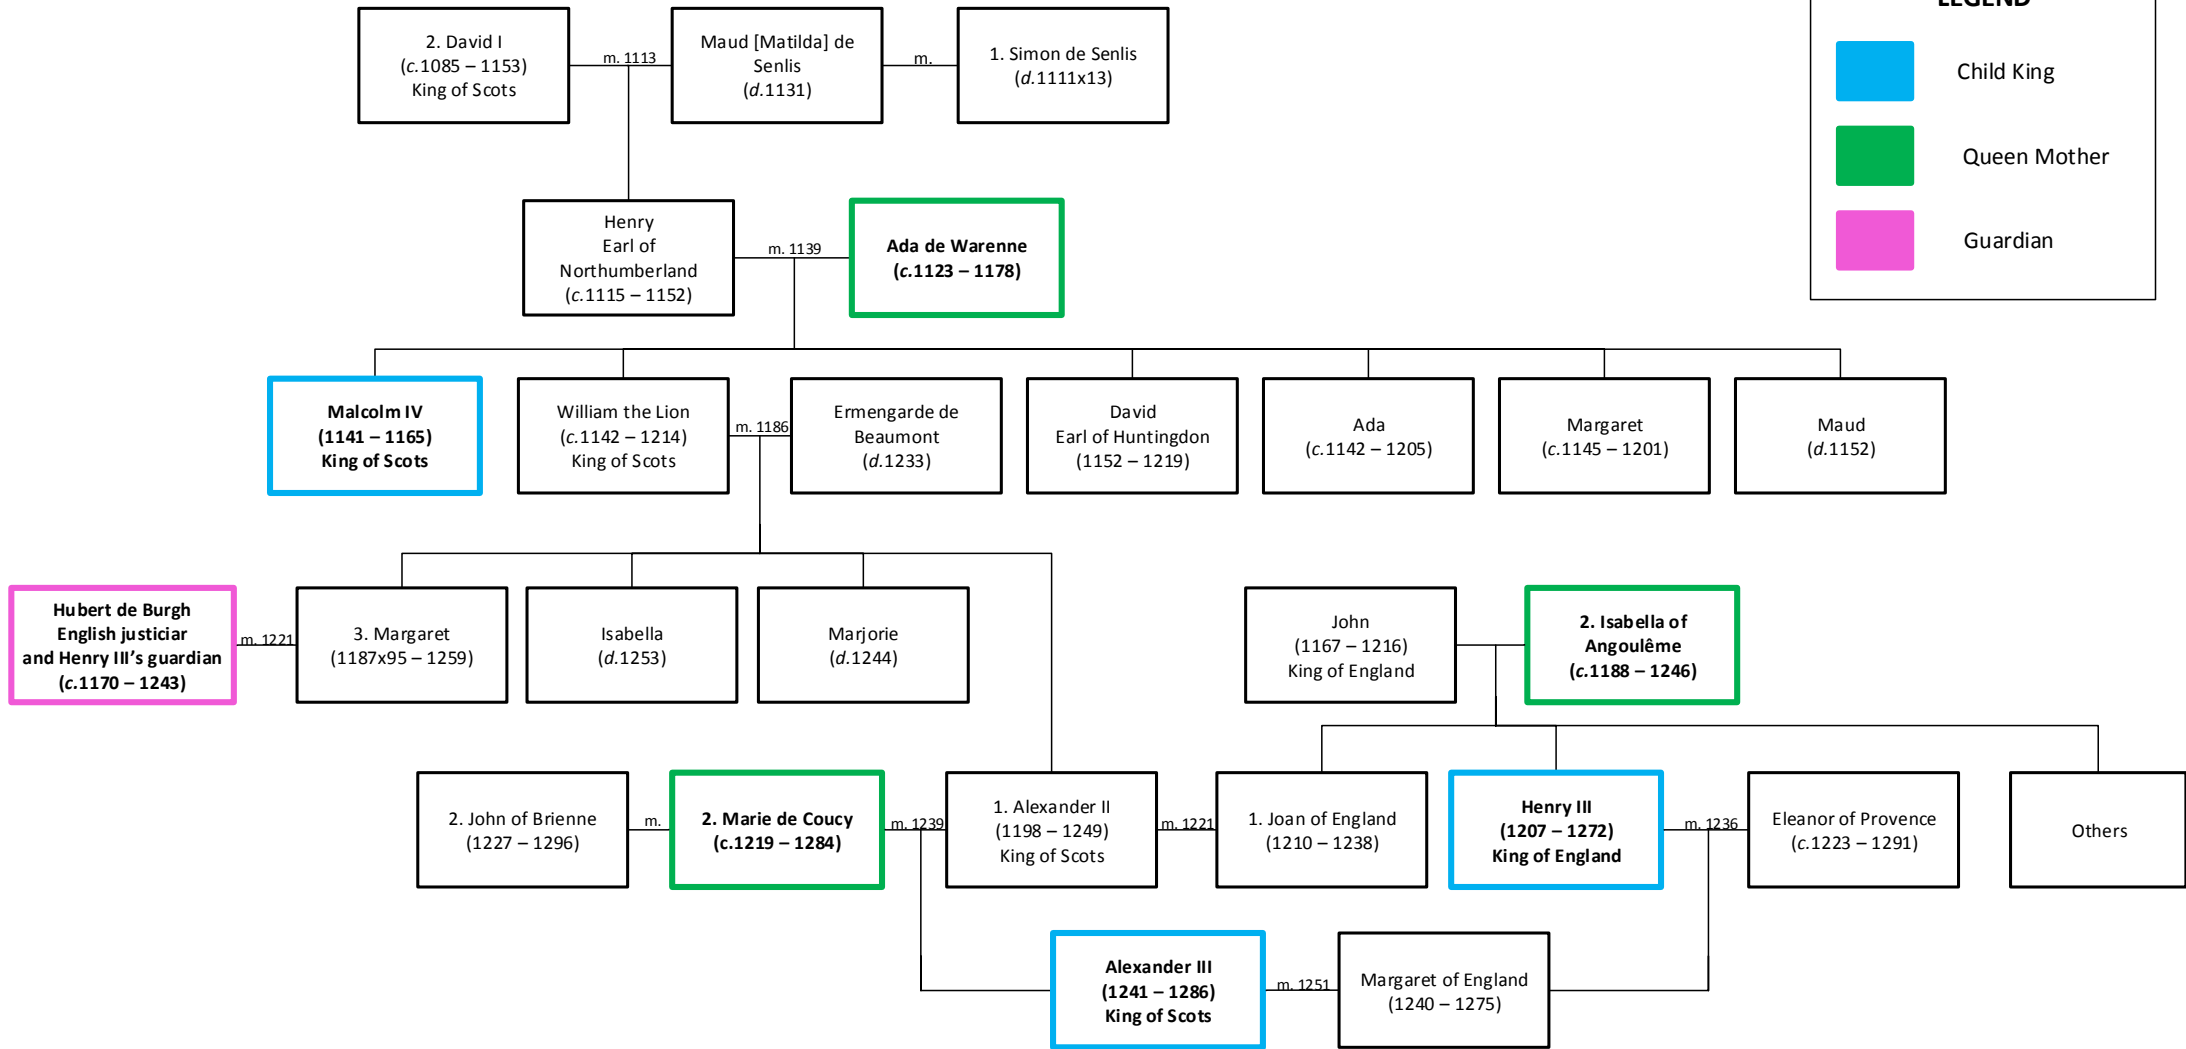 LEGEND
Child King
Queen Mother
Guardian
2. David I
(c.1085 – 1153)
King of Scots
m. 1113
Maud [Matilda] de
Senlis
(d.1131)
m.
1. Simon de Senlis
(d.1111x13)
Henry
Earl of
Northumberland
(c.1115 – 1152)
m. 1139
Ada de Warenne
(c.1123 – 1178)
Malcolm IV
(1141 – 1165)
King of Scots
William the Lion
(c.1142 – 1214)
King of Scots
m. 1186
Ermengarde de
Beaumont
(d.1233)
David
Earl of Huntingdon
(1152 – 1219)
Ada
(c.1142 – 1205)
Margaret
(c.1145 – 1201)
Maud
(d.1152)
Hubert de Burgh
English justiciar
and Henry III’s guardian
(c.1170 – 1243)
m. 1221
3. Margaret
(1187x95 – 1259)
Isabella
(d.1253)
Marjorie
(d.1244)
John
(1167 – 1216)
King of England
2. Isabella of
Angoulême
(c.1188 – 1246)
2. John of Brienne
(1227 – 1296)
m.
2. Marie de Coucy
(c.1219 – 1284)
m. 1239
1. Alexander II
(1198 – 1249)
King of Scots
m. 1221
1. Joan of England
(1210 – 1238)
Henry III
(1207 – 1272)
King of England
m. 1236
Eleanor of Provence
(c.1223 – 1291)
Others
Alexander III
(1241 – 1286)
King of Scots
m. 1251
Margaret of England
(1240 – 1275)